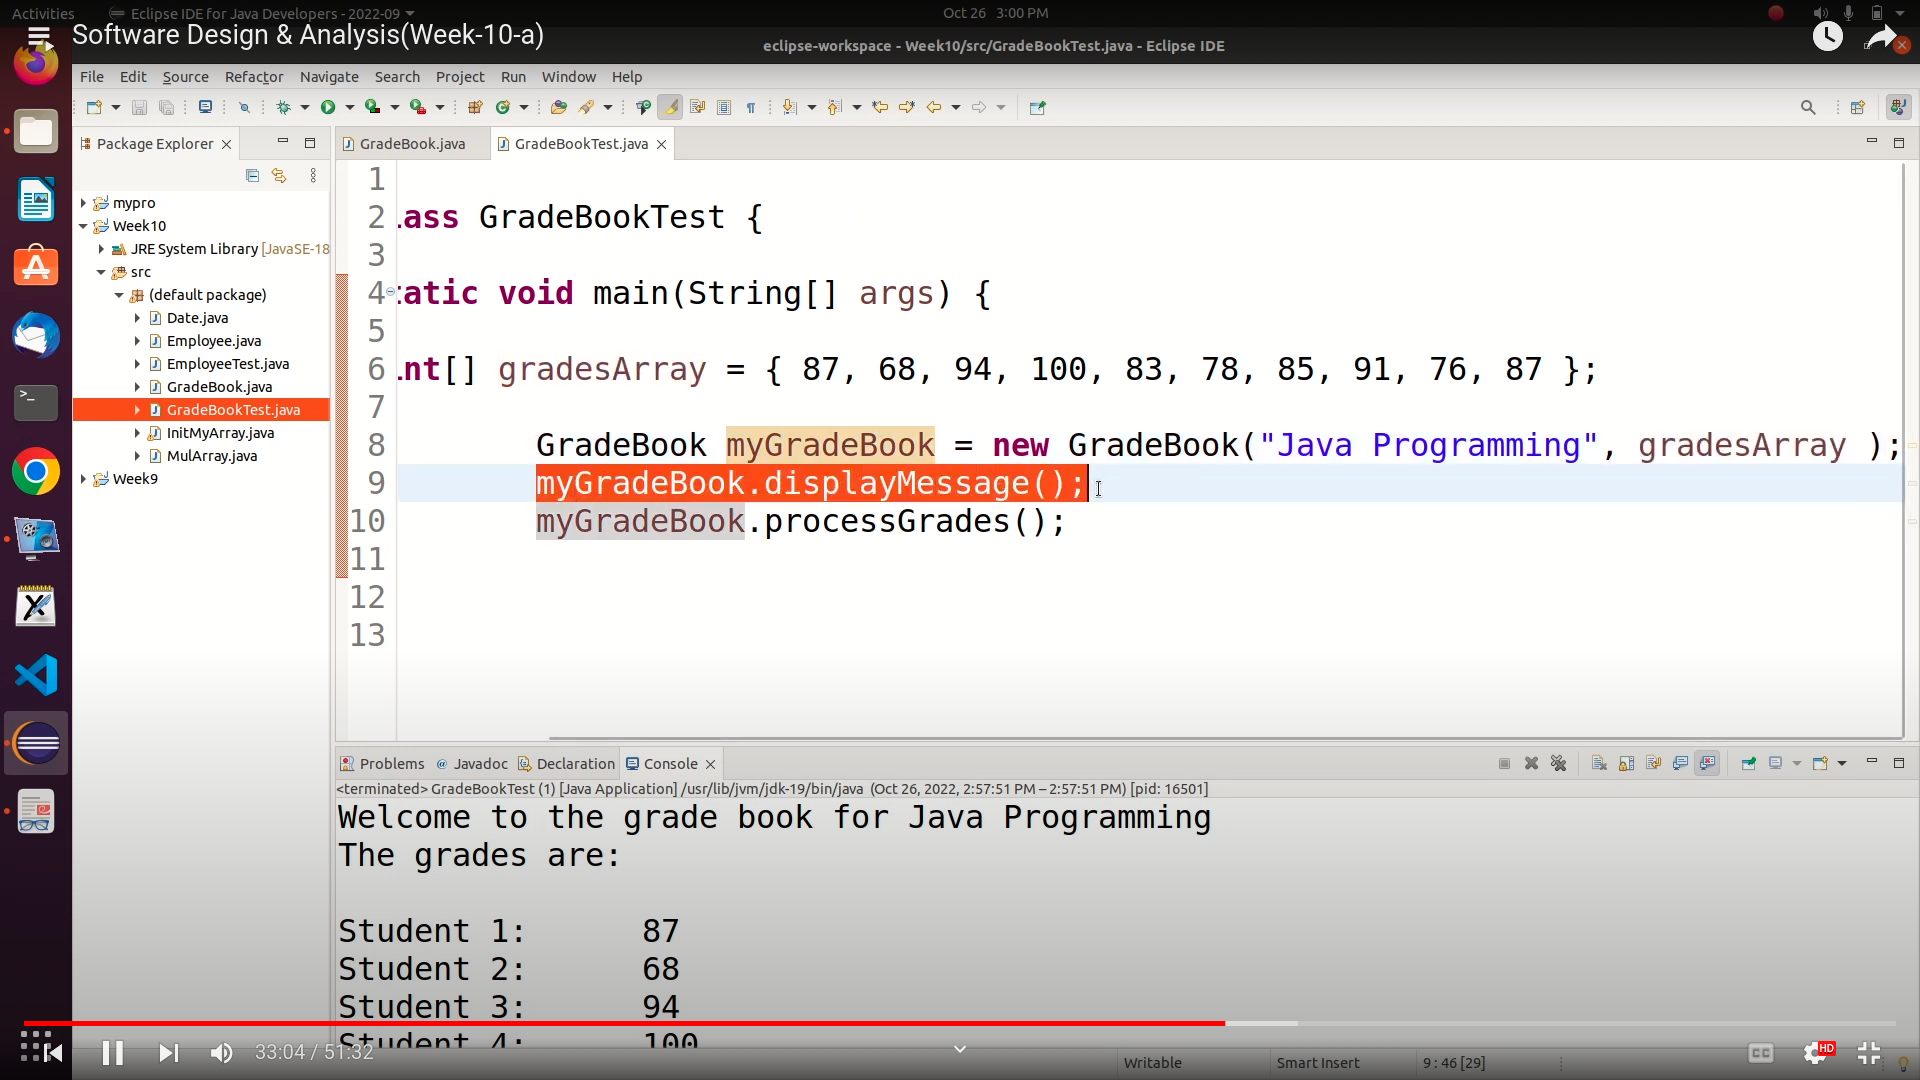 Activities
Eclipse IDE for Java Developers - 2022-09
Oct 26 3:00 PM
Software Design & Analysis(Week-10-a)
eclipse-workspace - Week10/src/GradeBookTest.java - Eclipse IDE
File Edit Source Refactor Navigate Search Project Run Window Help
Package Explorer
GradeBook.java
GradeBookTest.java
mypro
Week10
JRE System Library [JavaSE-18
src
(default package)
Date.java
Employee.java
EmployeeTest.java
GradeBook.java
GradeBookTest.java
InitMyArray.java
MulArray.java
Week9
1
2 lass GradeBookTest {
3
4 tatic void main(String[] args) {
5
6 int[] gradesArray = { 87, 68, 94, 100, 83, 78, 85, 91, 76, 87 };
7
8 GradeBook myGradeBook = new GradeBook("Java Programming", gradesArray );
9 myGradeBook.displayMessage();
10 myGradeBook.processGrades();
11
12
13
Problems Javadoc Declaration Console
<terminated> GradeBookTest (1) [Java Application] /usr/lib/jvm/jdk-19/bin/java (Oct 26, 2022, 2:57:51 PM – 2:57:51 PM) [pid: 16501]
Welcome to the grade book for Java Programming
The grades are:
Student 1: 87
Student 2: 68
Student 3: 94
Student 4: 100
33:04 / 51:32
Writable
Smart Insert
9 : 46 [29]
CC
HD